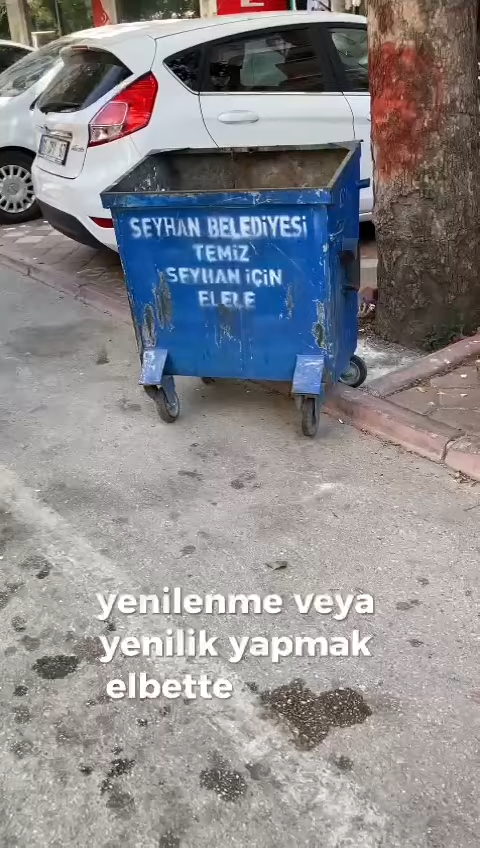 SEYHAN BELEDİYESİ
TEMİZ
SEYHAN İÇİN
ELELE
yenilenme veya
yenilik yapmak
elbette